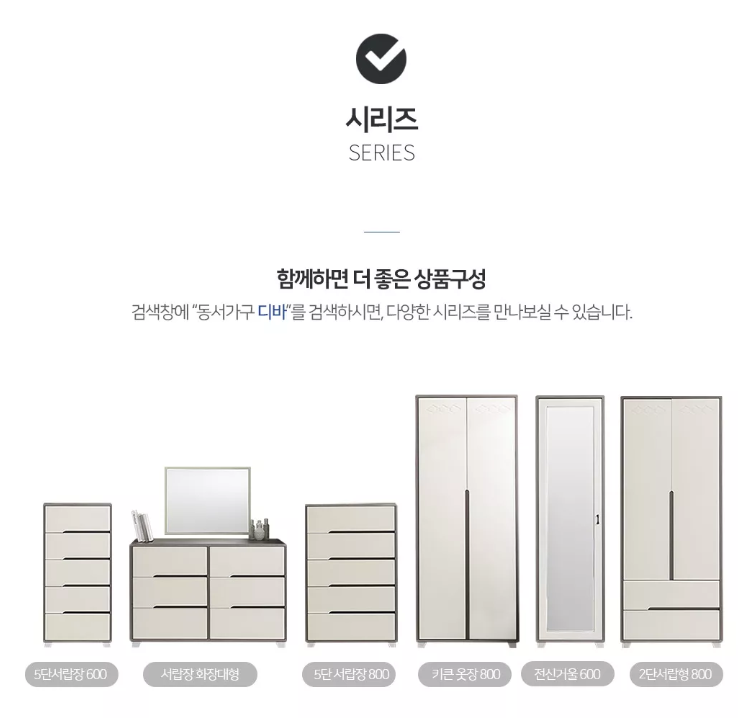 시리즈
SERIES
함께하면 더 좋은 상품구성
검색창에 "동서가구 디바"를 검색하시면, 다양한 시리즈를 만나보실 수 있습니다.
5단서랍장 600
서랍장 화장대형
5단 서랍장 800
키큰 옷장 800
전신거울 600
2단서랍형 800